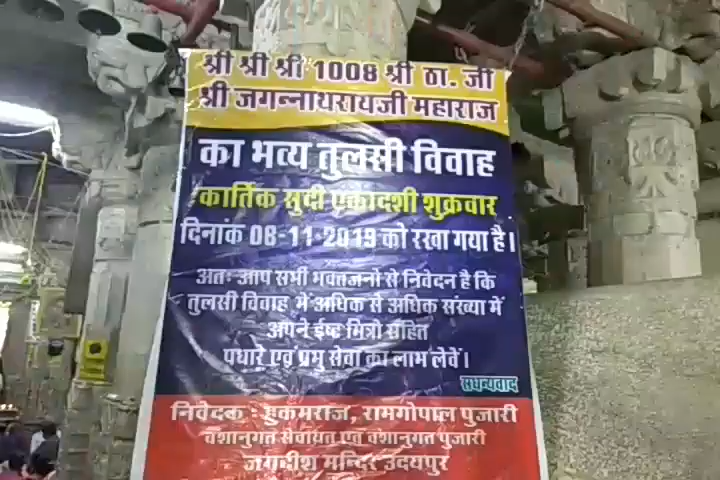 श्री श्री श्री 1008 श्री ठा. जी
श्री जगन्नाथरायजी महाराज
का भव्य तुलसी विवाह
कार्तिक सुदी एकादशी शुक्रवार
दिनांक 08-11-2019 को रखा गया है।
अतः आप सभी भक्तजनो से निवेदन है कि
तुलसी विवाह में अधिक से अधिक संख्या में
अपने ईष्ट मित्रो सहित
पधारे एवं प्रभु सेवा का लाभ लेवें।
सधन्यवाद
निवेदक : हुकमराज, रामगोपाल पुजारी
वंशानुगत सेवायत एवं वंशानुगत पुजारी
जगदीश मन्दिर उदयपुर